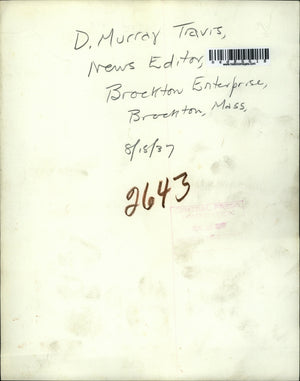 D. Murray Travis,
News Editor,
Brockton Enterprise,
Brockton, Mass,
8/15/37
2643